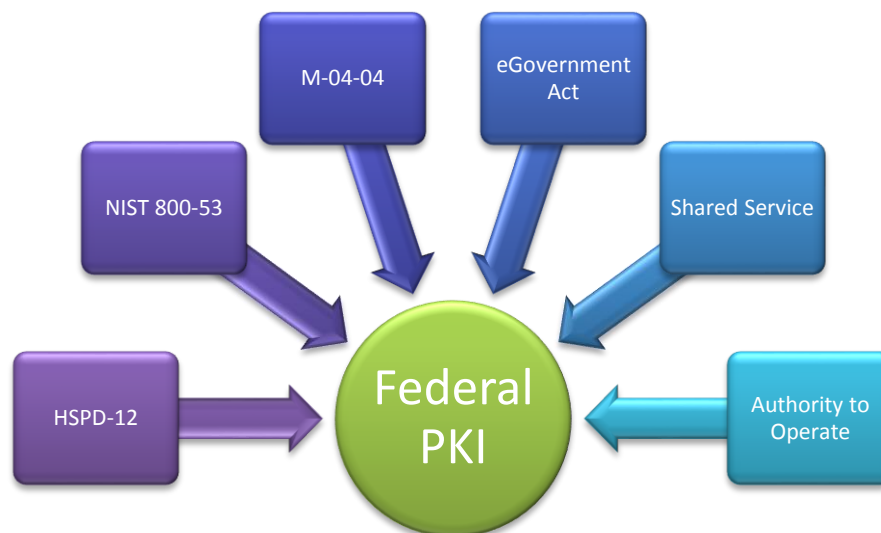 M-04-04
eGovernment
Act
NIST 800-53
Shared Service
HSPD-12
Federal
PKI
Authority to
Operate